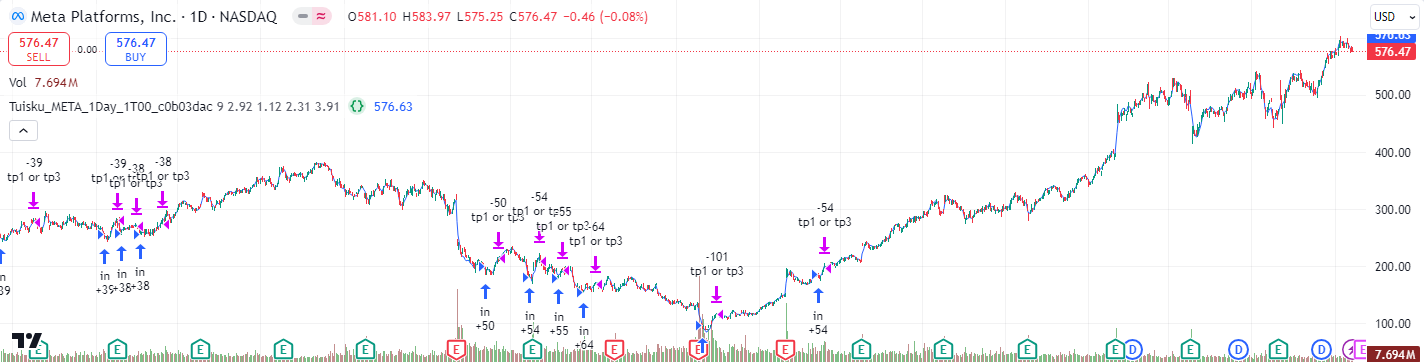 Meta Platforms, Inc. · 1D · NASDAQ O581.10 H583.97 L575.25 C576.47 −0.46 (−0.08%)
USD
576.47 SELL
0.00
576.47 BUY
576.63
576.47
Vol 7.694M
Tuisku_META_1Day_1T00_c0b03dac 9 2.92 1.12 2.31 3.91 {} 576.63
500.00
400.00
300.00
200.00
100.00
-39
tp1 or tp3
-39
-38
tp1 or tp3
-38
tp1 or tp3
-50
tp1 or tp3
-54
-55
tp1 or tp3
-64
tp1 or tp3
-101
tp1 or tp3
-54
tp1 or tp3
in
in
+39
in
+38
in
+38
in
+50
in
+54
in
+55
in
+64
in
+54
E E E E E E E E E E E E E E D E D E D E
7.694M